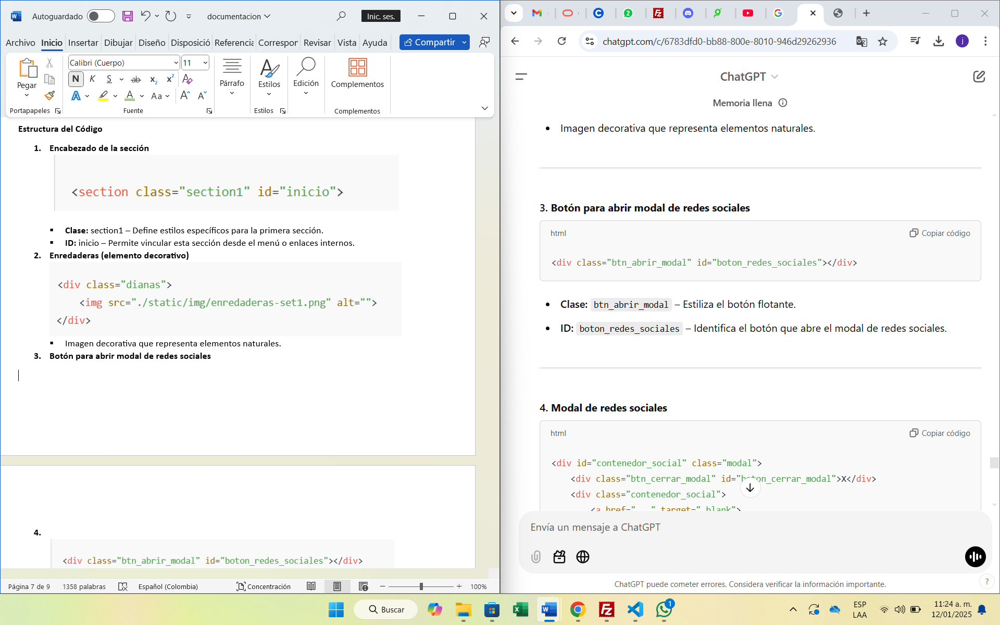 Autoguardado
documentacion
Inic. ses.
Archivo Inicio Insertar Dibujar Diseño Disposició Referencia Correspor Revisar Vista Ayuda Compartir
Pegar
Portapapeles
Calibri (Cuerpo) 11
N K S ab x₂ x²
A A Aa A A
Fuente
Párrafo
Estilos
Estilos
Edición
Complementos
Complementos
Estructura del Código
1. Encabezado de la sección
<section class="section1" id="inicio">
▪ Clase: section1 – Define estilos específicos para la primera sección.
▪ ID: inicio – Permite vincular esta sección desde el menú o enlaces internos.
2. Enredaderas (elemento decorativo)
<div class="dianas">
<img src="./static/img/enredaderas-set1.png" alt="">
</div>
▪ Imagen decorativa que representa elementos naturales.
3. Botón para abrir modal de redes sociales
4.
<div class="btn_abrir_modal" id="boton_redes_sociales"></div>
Página 7 de 9 1358 palabras Español (Colombia) Concentración 100%
chatgpt.com/c/6783dfd0-bb88-800e-8010-946d29262936
j
ChatGPT
Memoria llena
• Imagen decorativa que representa elementos naturales.
3. Botón para abrir modal de redes sociales
html Copiar código
<div class="btn_abrir_modal" id="boton_redes_sociales"></div>
• Clase: btn_abrir_modal – Estiliza el botón flotante.
• ID: boton_redes_sociales – Identifica el botón que abre el modal de redes sociales.
4. Modal de redes sociales
html Copiar código
<div id="contenedor_social" class="modal">
<div class="btn_cerrar_modal" id="boton_cerrar_modal">X</div>
<div class="contenedor_social">
<a href="..." target="_blank">
Envía un mensaje a ChatGPT
ChatGPT puede cometer errores. Considera verificar la información importante.
?
Buscar
1
ESP
LAA
11:24 a. m.
12/01/2025